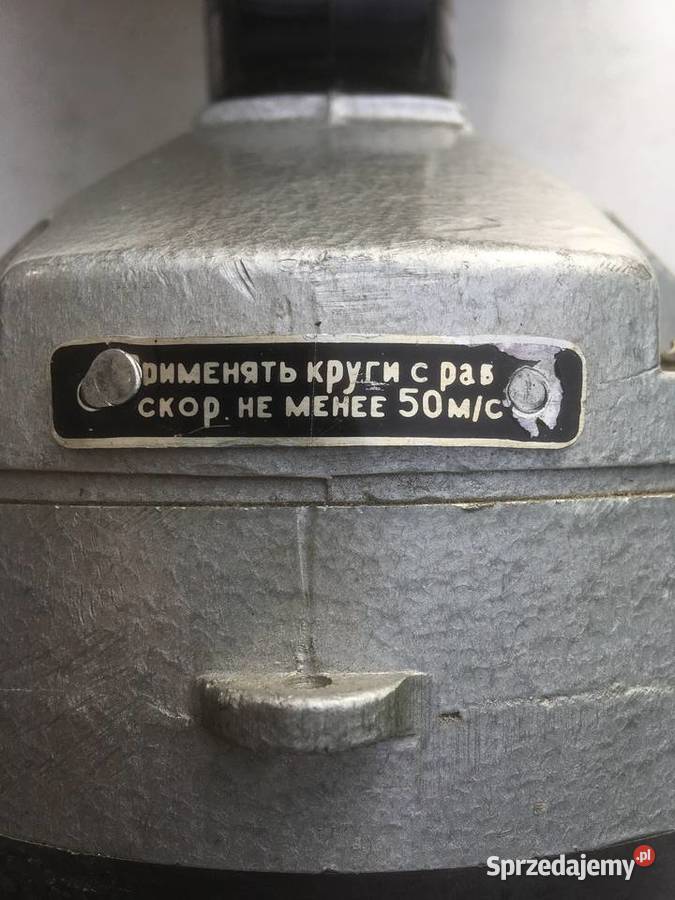 рименять круги с раб
скор. не менее 50м/с
Sprzedajemy.pl